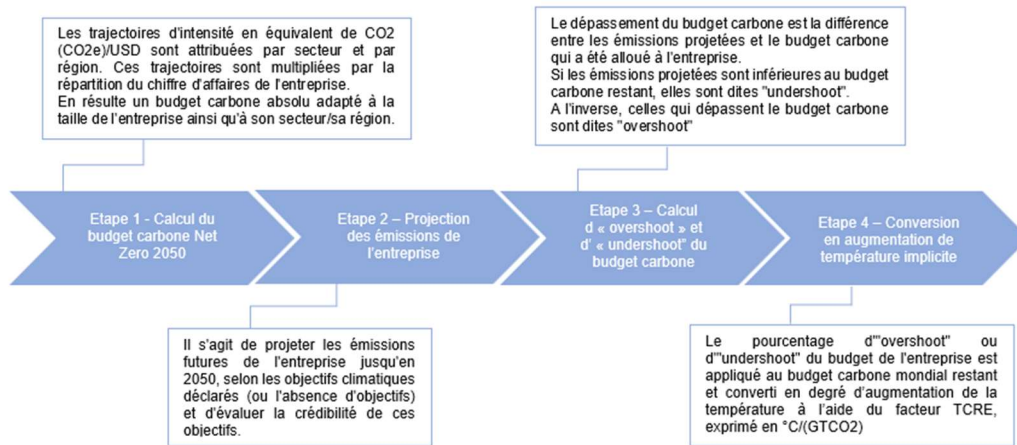 Les trajectoires d'intensité en équivalent de CO2
(CO2e)/USD sont attribuées par secteur et par
région. Ces trajectoires sont multipliées par la
répartition du chiffre d'affaires de l'entreprise.
En résulte un budget carbone absolu adapté à la
taille de l'entreprise ainsi qu'à son secteur/sa région.
Le dépassement du budget carbone est la différence
entre les émissions projetées et le budget carbone
qui a été alloué à l'entreprise.
Si les émissions projetées sont inférieures au budget
carbone restant, elles sont dites "undershoot".
A l'inverse, celles qui dépassent le budget carbone
sont dites "overshoot"
Etape 1 - Calcul du
budget carbone Net
Zero 2050
Etape 2 – Projection
des émissions de
l'entreprise
Etape 3 – Calcul
d « overshoot » et
d' « undershoot" du
budget carbone
Etape 4 – Conversion
en augmentation de
température implicite
Il s'agit de projeter les émissions
futures de l'entreprise jusqu'en
2050, selon les objectifs climatiques
déclarés (ou l'absence d'objectifs)
et d'évaluer la crédibilité de ces
objectifs.
Le pourcentage d'"overshoot" ou
d'"undershoot" du budget de l'entreprise est
appliqué au budget carbone mondial restant
et converti en degré d'augmentation de la
température à l'aide du facteur TCRE,
exprimé en °C/(GTCO2)